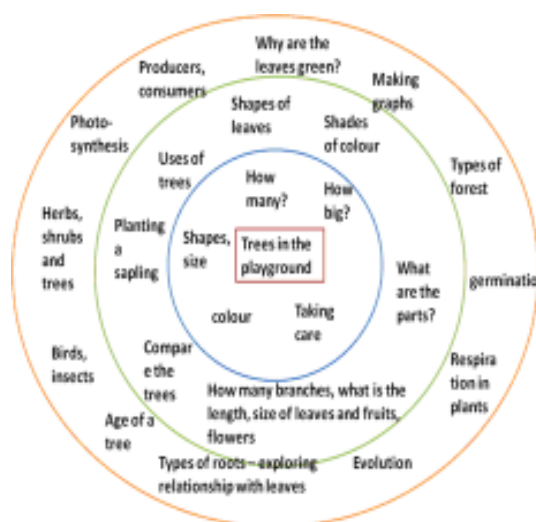 Why are the
leaves green?
Producers,
consumers
Making
graphs
Shapes of
leaves
Photo-
synthesis
Shades
of colour
Uses of
trees
Types of
forest
How
many?
How
big?
Herbs,
shrubs
and
trees
Planting
a
sapling
Shapes,
size
Trees in the
playground
What
are the
parts?
germinatio
colour
Taking
care
Birds,
insects
Compar
e the
trees
Respira
tion in
plants
How many branches, what is the
length, size of leaves and fruits,
flowers
Age of a
tree
Types of roots – exploring
relationship with leaves
Evolution